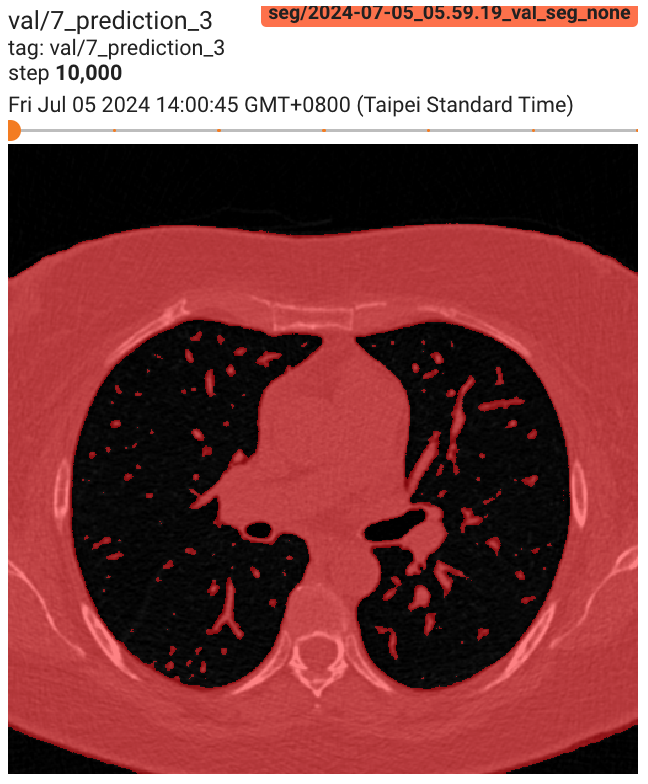 val/7_prediction_3
seg/2024-07-05_05.59.19_val_seg_none
tag: val/7_prediction_3
step 10,000
Fri Jul 05 2024 14:00:45 GMT+0800 (Taipei Standard Time)